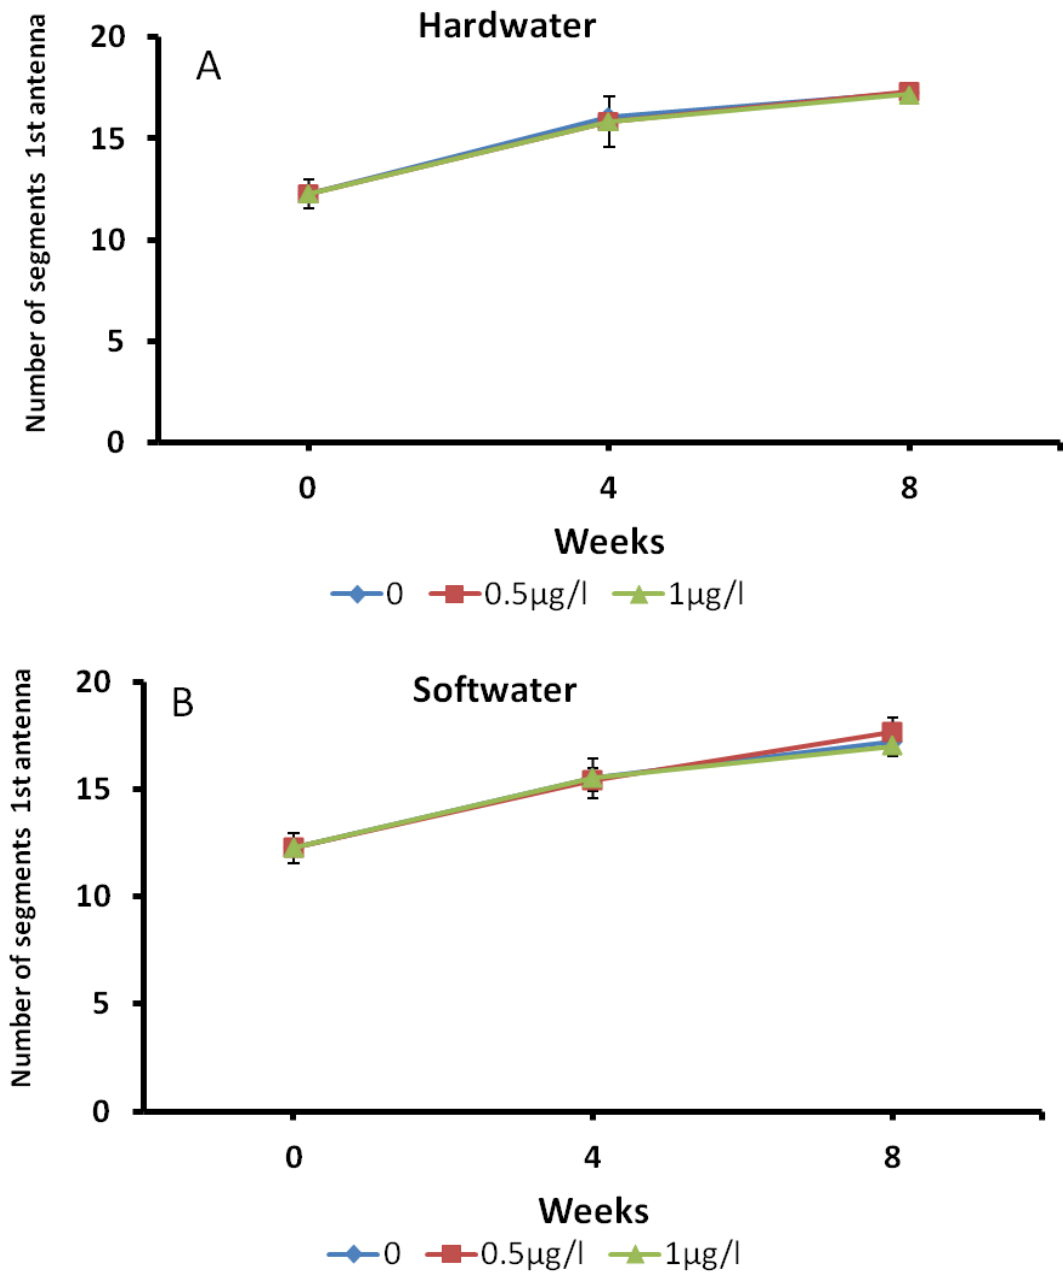 Hardwater
A
Number of segments 1st antenna
20
15
10
5
0
0 4 8
Weeks
0 0.5µg/l 1µg/l
Softwater
B
Number of segments 1st antenna
20
15
10
5
0
0 4 8
Weeks
0 0.5µg/l 1µg/l